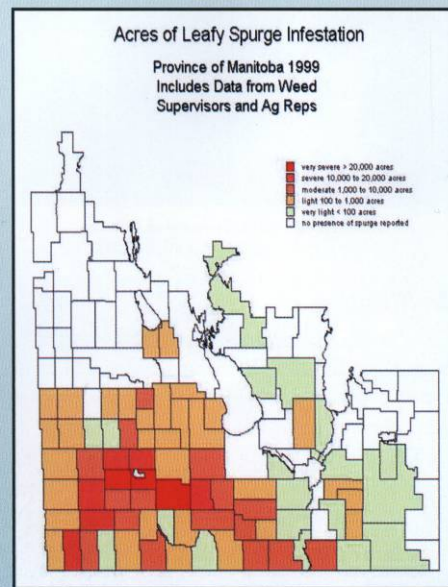 Acres of Leafy Spurge Infestation
Province of Manitoba 1999
Includes Data from Weed
Supervisors and Ag Reps
very severe > 20,000 acres
severe 10,000 to 20,000 acres
moderate 1,000 to 10,000 acres
light 100 to 1,000 acres
very light < 100 acres
no presence of spurge reported